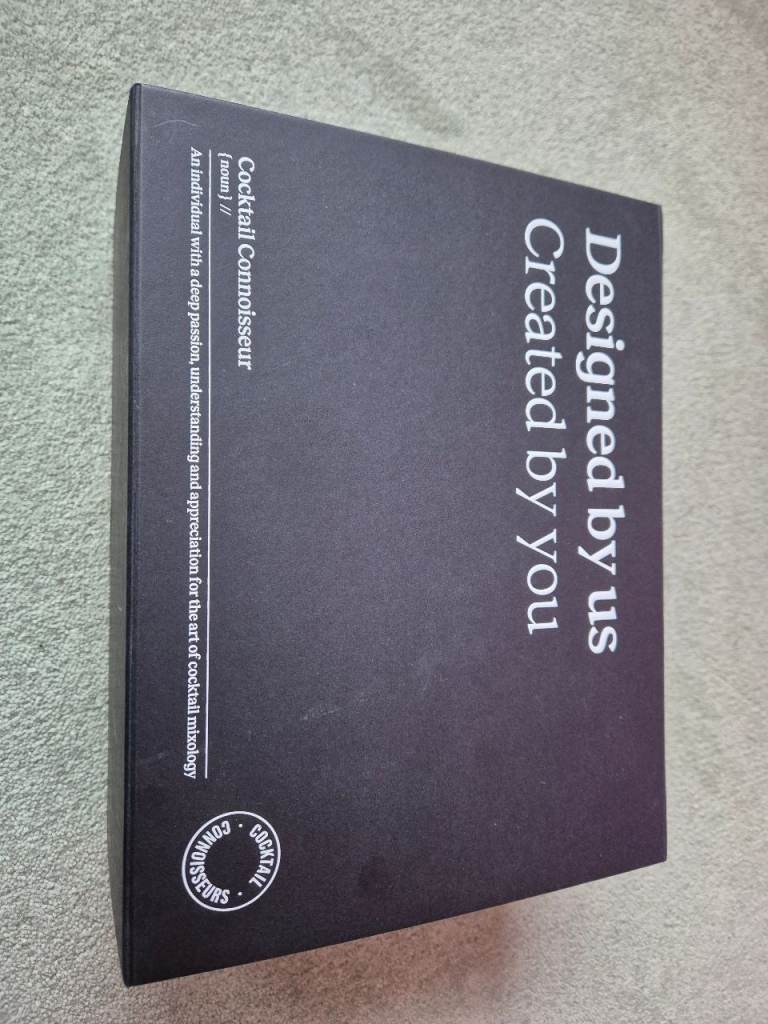 Designed by us
Created by you
Cocktail Connoisseur
{noun} //
An individual with a deep passion, understanding and appreciation for the art of cocktail mixology
COCKTAIL · CONNOISSEURS ·